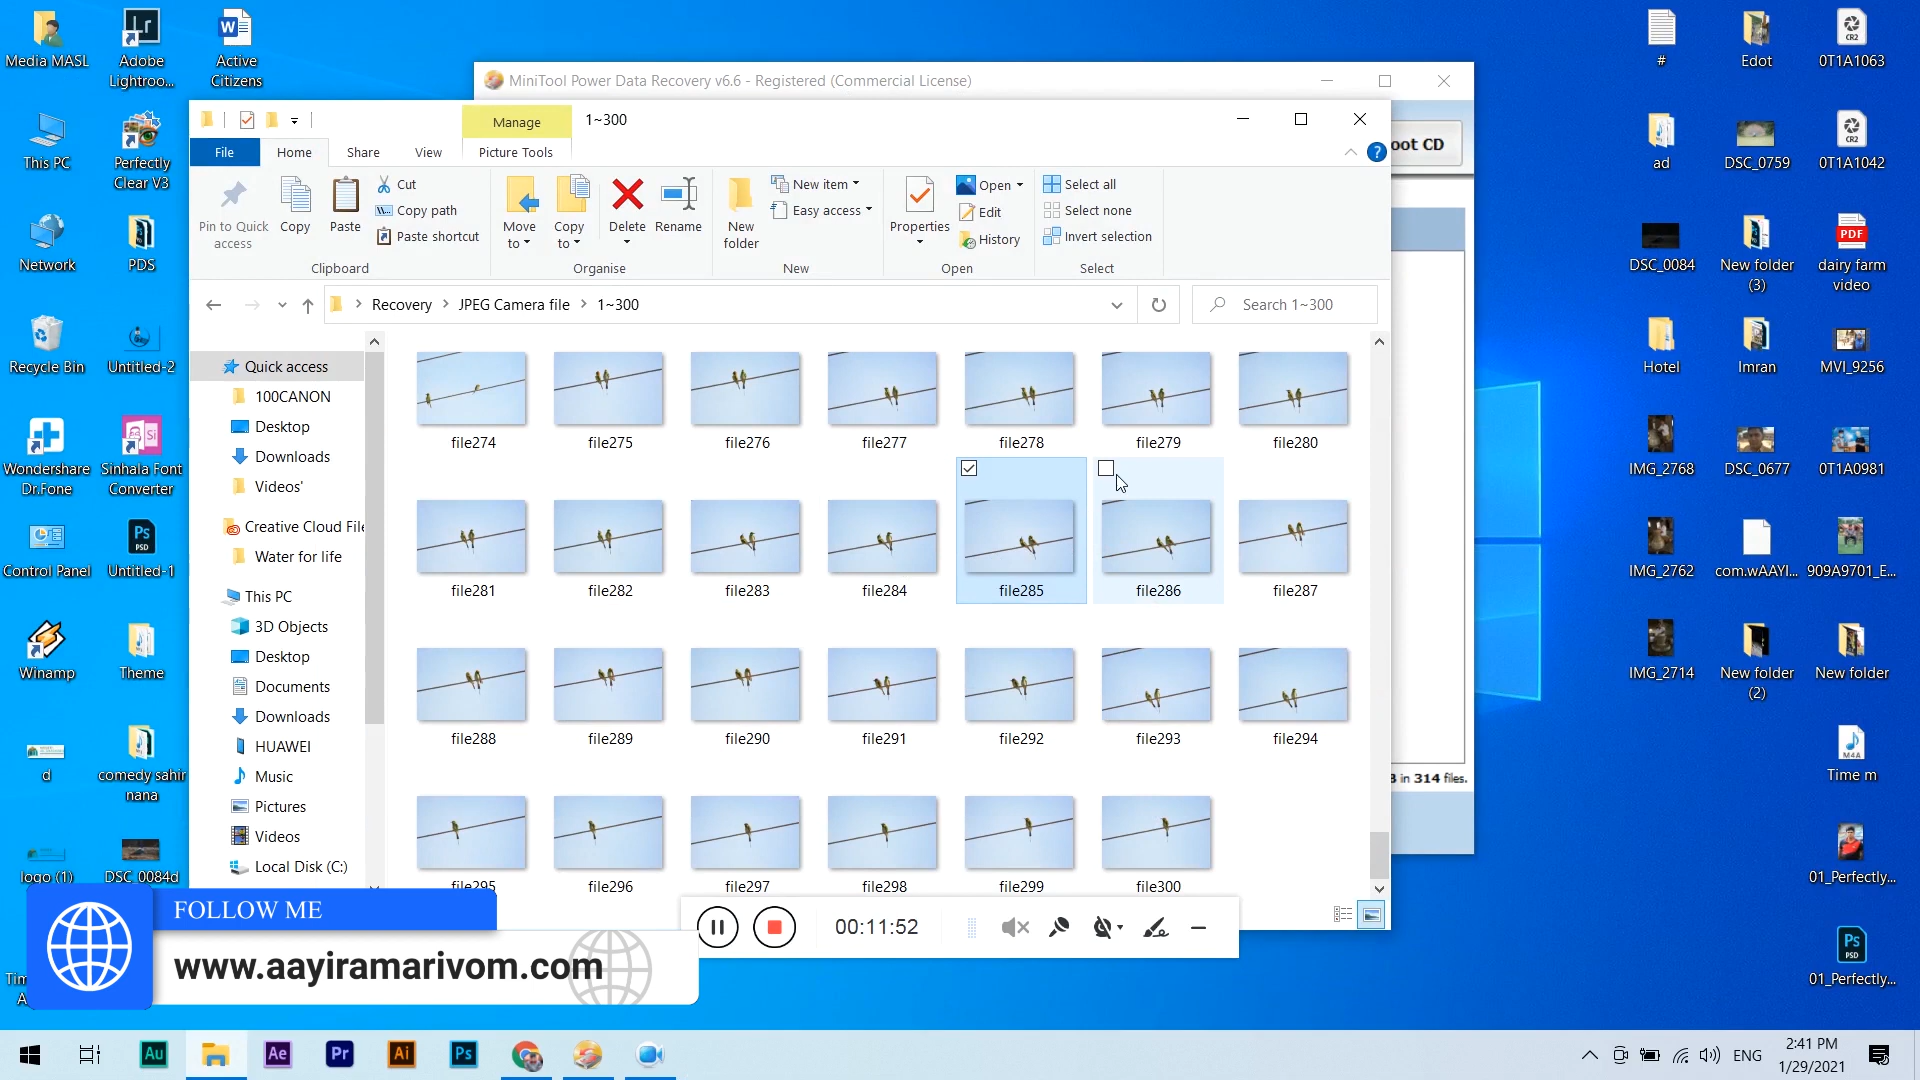 Media MASL
Adobe
Lightroo...
Active
Citizens
This PC
Perfectly
Clear V3
Network
PDS
Recycle Bin
Untitled-2
Wondershare
Dr.Fone
Sinhala Font
Converter
Control Panel
Untitled-1
Winamp
Theme
d
comedy sahir
nana
logo (1)
DSC_0084d
MiniTool Power Data Recovery v6.6 - Registered (Commercial License)
oot CD
in 314 files.
Manage
1~300
File
Home
Share
View
Picture Tools
Pin to Quick
access
Copy
Paste
Cut
Copy path
Paste shortcut
Clipboard
Move
to
Copy
to
Delete
Rename
Organise
New
folder
New item
Easy access
New
Properties
Open
Edit
History
Open
Select all
Select none
Invert selection
Select
Recovery
JPEG Camera file
1~300
Search 1~300
Quick access
100CANON
Desktop
Downloads
Videos'
Creative Cloud File
Water for life
This PC
3D Objects
Desktop
Documents
Downloads
HUAWEI
Music
Pictures
Videos
Local Disk (C:)
file274
file275
file276
file277
file278
file279
file280
file281
file282
file283
file284
file285
file286
file287
file288
file289
file290
file291
file292
file293
file294
file295
file296
file297
file298
file299
file300
00:11:52
FOLLOW ME
www.aayiramarivom.com
#
Edot
CR2
0T1A1063
ad
DSC_0759
CR2
0T1A1042
DSC_0084
New folder
(3)
PDF
dairy farm
video
Hotel
Imran
MVI_9256
IMG_2768
DSC_0677
0T1A0981
IMG_2762
com.wAAYI...
909A9701_E...
IMG_2714
New folder
(2)
New folder
M4A
Time m
01_Perfectly...
Ps
PSD
01_Perfectly...
Au
Ae
Pr
Ai
Ps
ENG
2:41 PM
1/29/2021